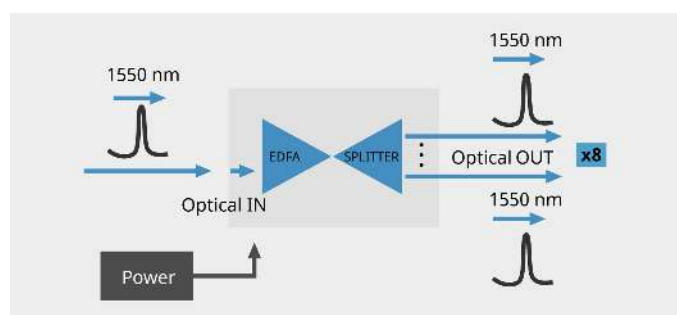 1550 nm
1550 nm
EDFA
SPLITTER
Optical OUT
x8
Optical IN
1550 nm
Power